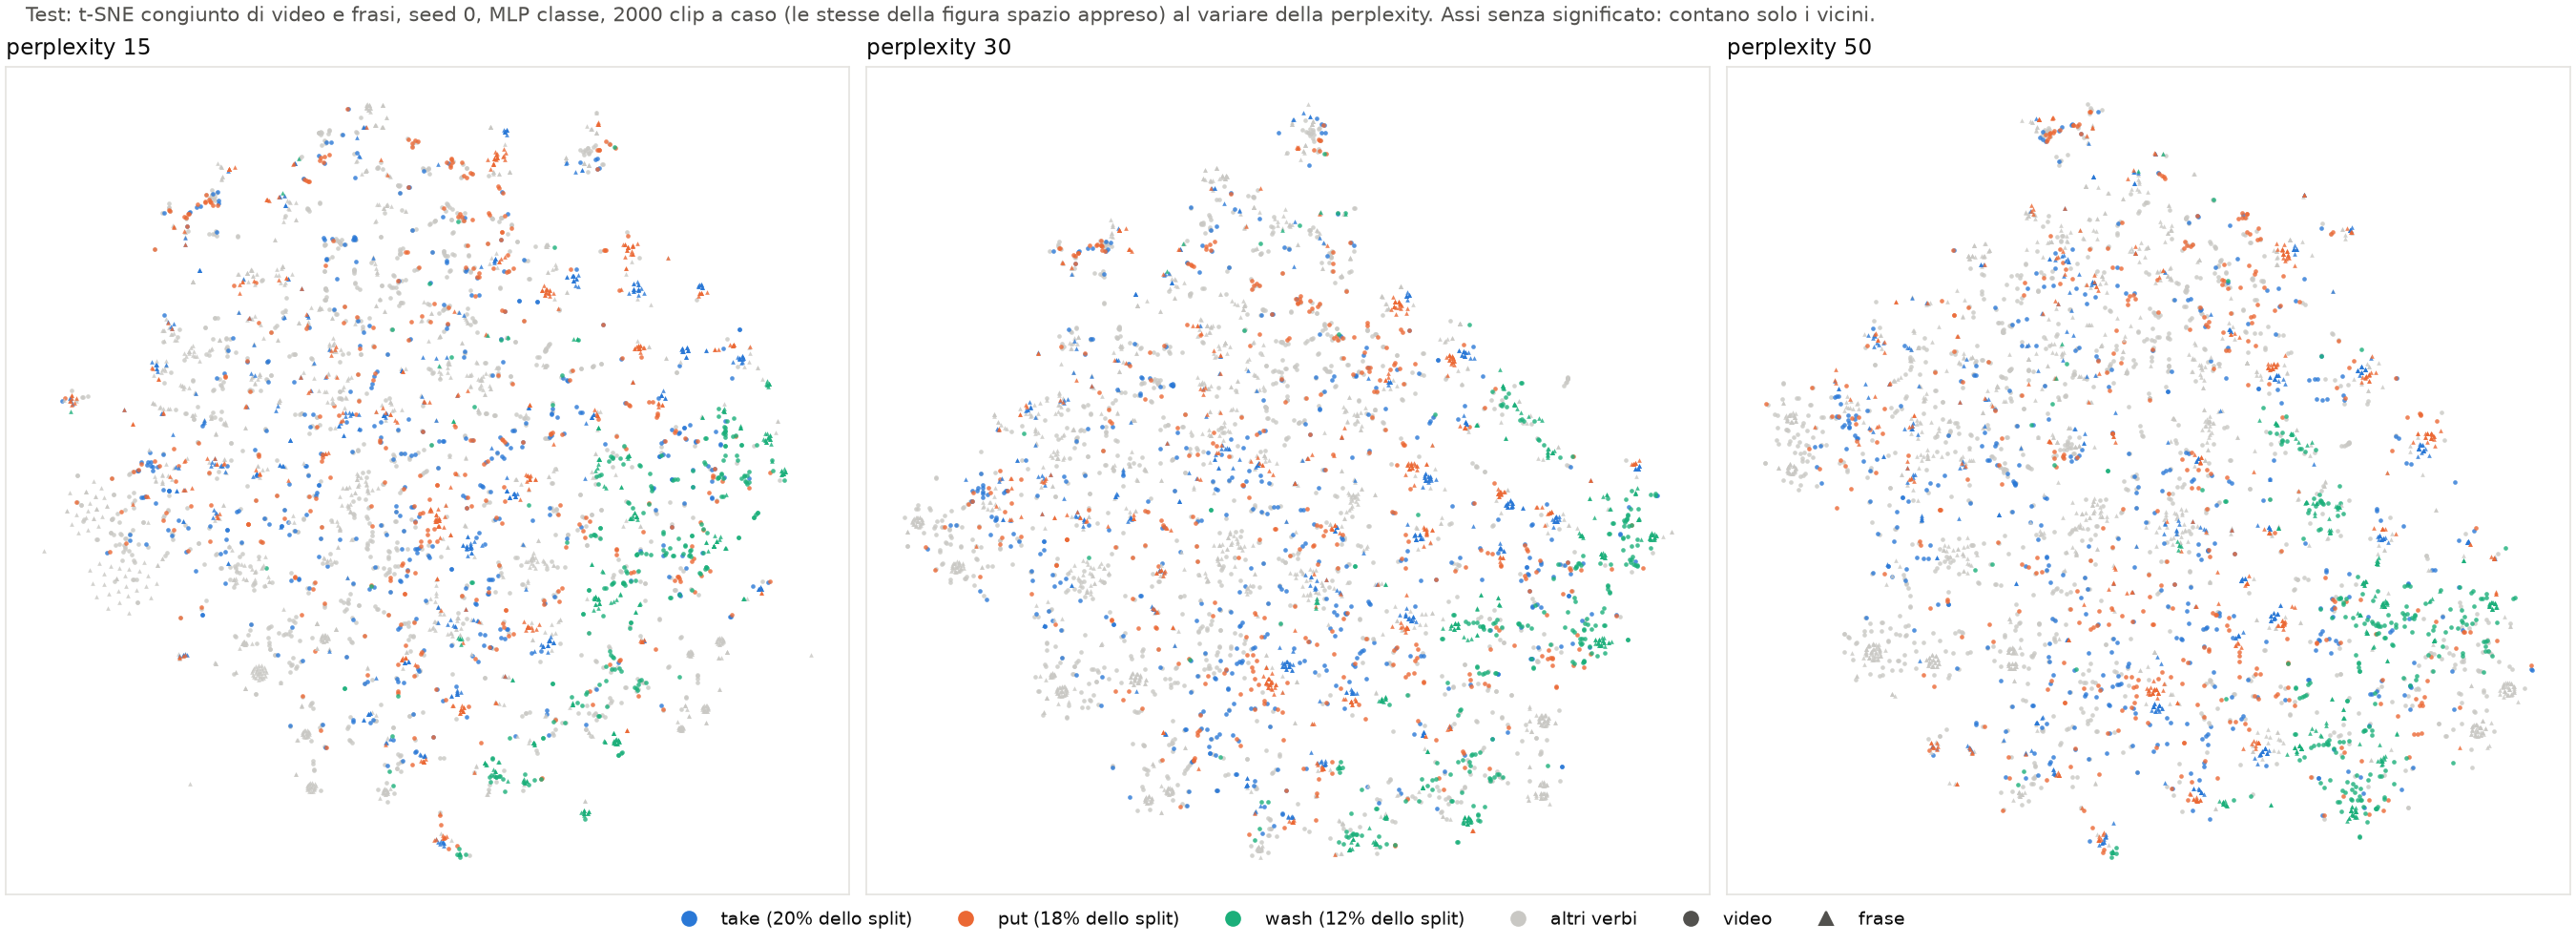 Test: t-SNE congiunto di video e frasi, seed 0, MLP classe, 2000 clip a caso (le stesse della figura spazio appreso) al variare della perplexity. Assi senza significato: contano solo i vicini.
perplexity 15
perplexity 30
perplexity 50
take (20% dello split)
put (18% dello split)
wash (12% dello split)
altri verbi
video
frase